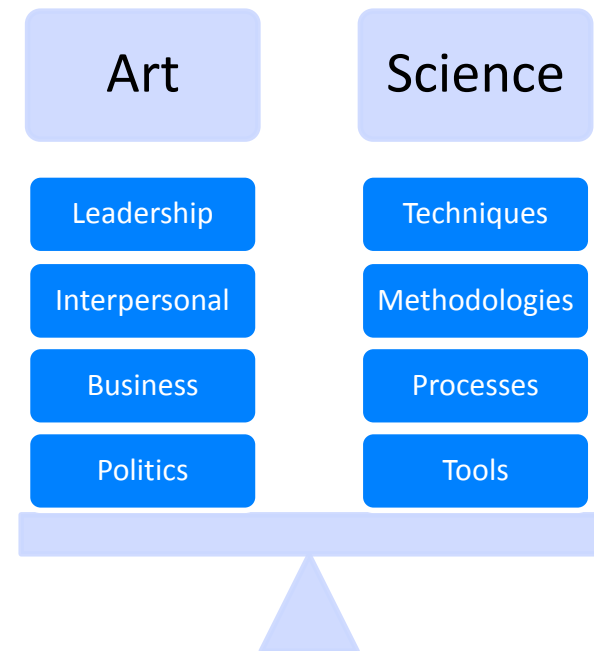 Art
Science
Leadership
Techniques
Interpersonal
Methodologies
Business
Processes
Politics
Tools